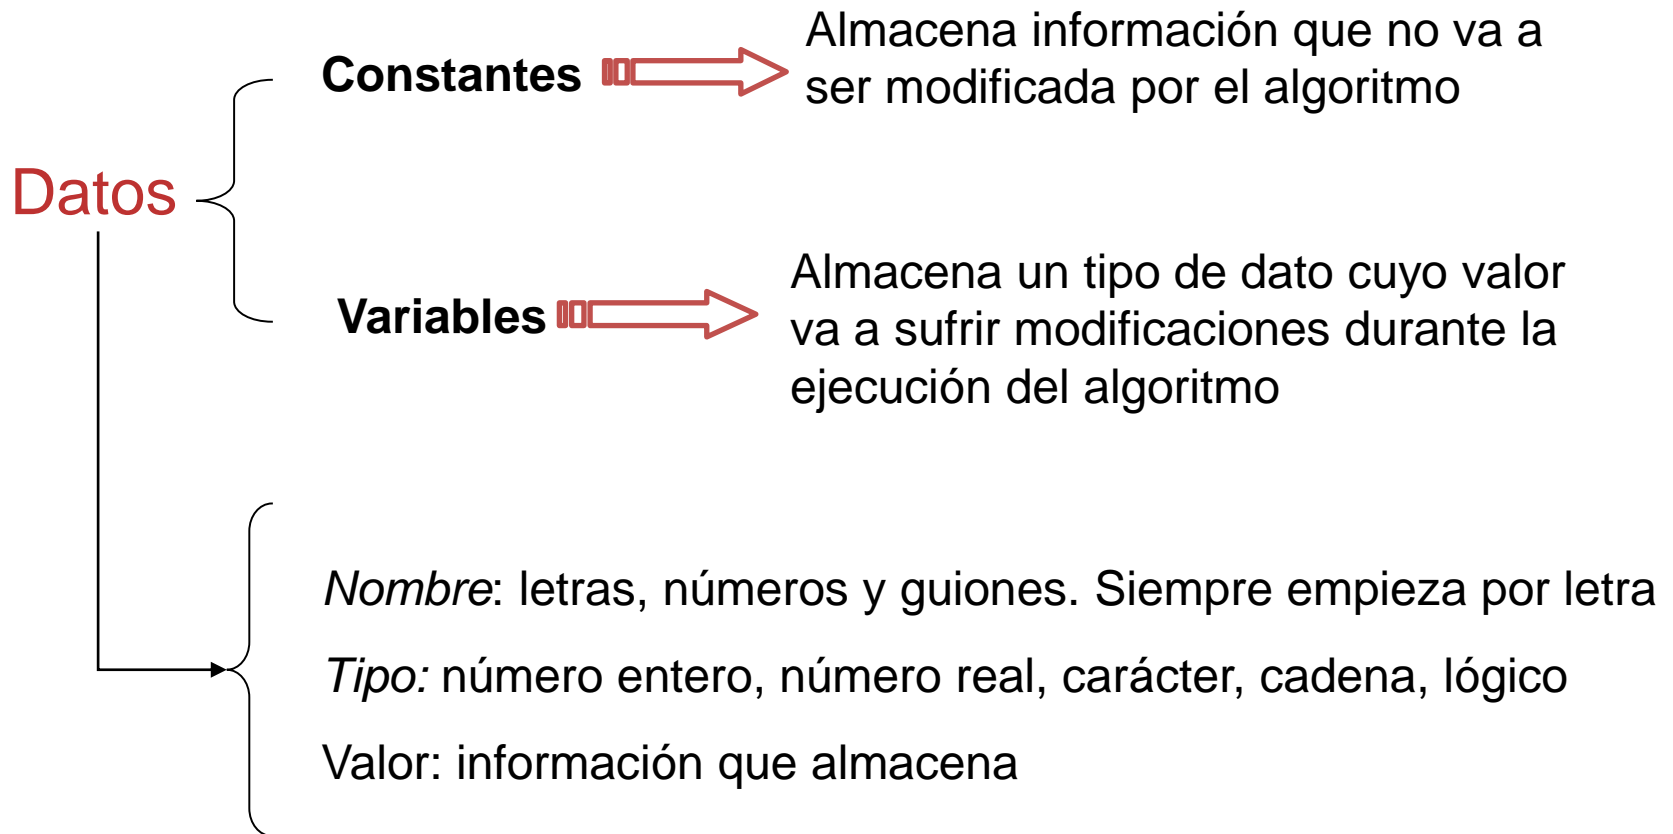 Datos
Constantes
Almacena información que no va a
ser modificada por el algoritmo
Variables
Almacena un tipo de dato cuyo valor
va a sufrir modificaciones durante la
ejecución del algoritmo
Nombre: letras, números y guiones. Siempre empieza por letra
Tipo: número entero, número real, carácter, cadena, lógico
Valor: información que almacena